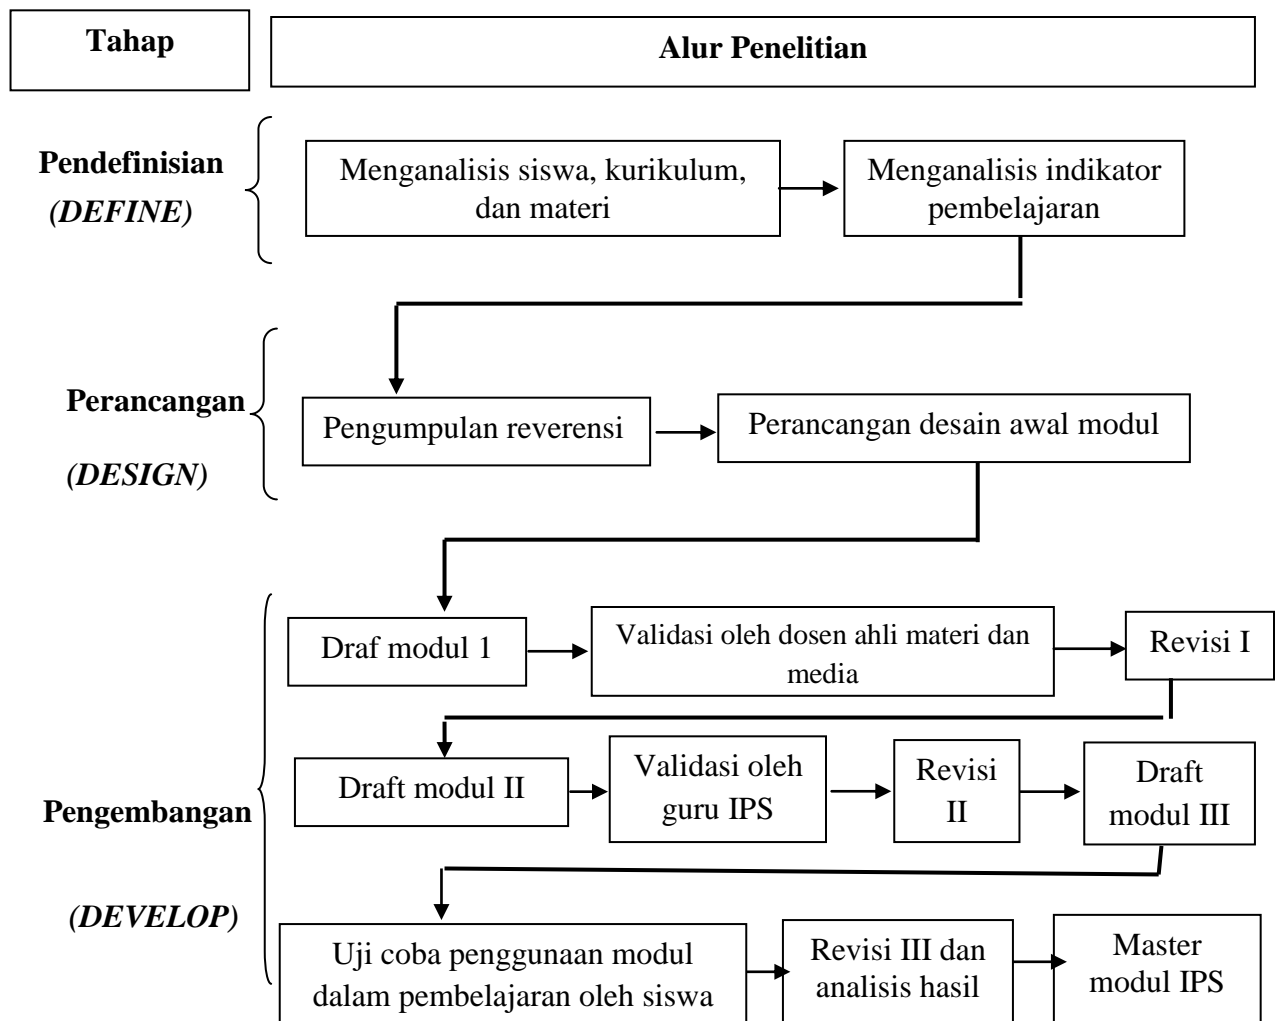 Tahap
Alur Penelitian
Pendefinisian
(DEFINE)
Menganalisis siswa, kurikulum,
dan materi
Menganalisis indikator
pembelajaran
Perancangan
(DESIGN)
Pengumpulan reverensi
Perancangan desain awal modul
Pengembangan
(DEVELOP)
Draf modul 1
Validasi oleh dosen ahli materi dan
media
Revisi I
Draft modul II
Validasi oleh
guru IPS
Revisi
II
Draft
modul III
Uji coba penggunaan modul
dalam pembelajaran oleh siswa
Revisi III dan
analisis hasil
Master
modul IPS